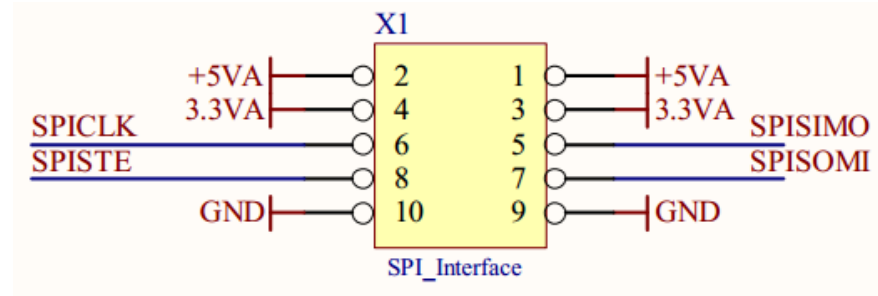 X1
+5VA 2 1 +5VA
3.3VA 4 3 3.3VA
SPICLK 6 5 SPISIMO
SPISTE 8 7 SPISOMI
GND 10 9 GND
SPI_Interface